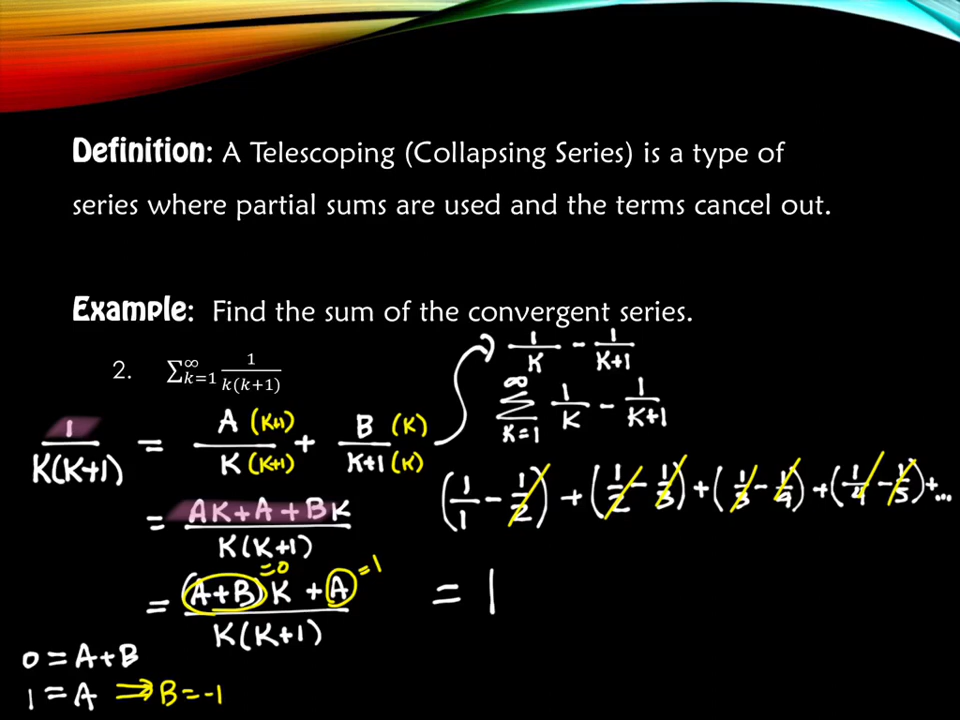 Definition: A Telescoping (Collapsing Series) is a type of
series where partial sums are used and the terms cancel out.
Example: Find the sum of the convergent series.
2. ∑_{k=1}^{∞} 1/(k(k+1))
1/K - 1/(K+1)
∑_{K=1}^{∞} 1/K - 1/(K+1)
1/(K(K+1)) = A (K+1)/K (K+1) + B (K)/K+1 (K)
(1/1 - 1/2) + (1/2 - 1/3) + (1/3 - 1/4) + (1/4 - 1/5) + ...
= (AK + A + BK)/(K(K+1))
= ((A+B)K + A)/(K(K+1))
=0 =1
= 1
0 = A+B
1 = A ⇒ B = -1